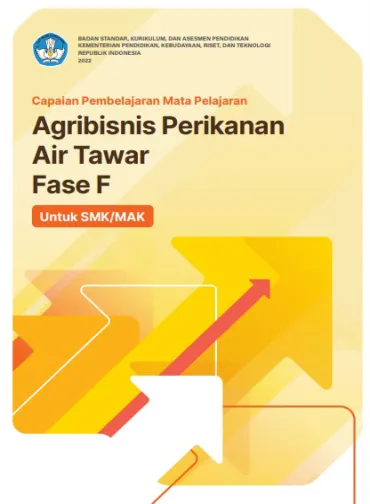 BADAN STANDAR, KURIKULUM, DAN ASESMEN PENDIDIKAN
KEMENTERIAN PENDIDIKAN, KEBUDAYAAN, RISET, DAN TEKNOLOGI
REPUBLIK INDONESIA
2022
Capaian Pembelajaran Mata Pelajaran
Agribisnis Perikanan
Air Tawar
Fase F
Untuk SMK/MAK